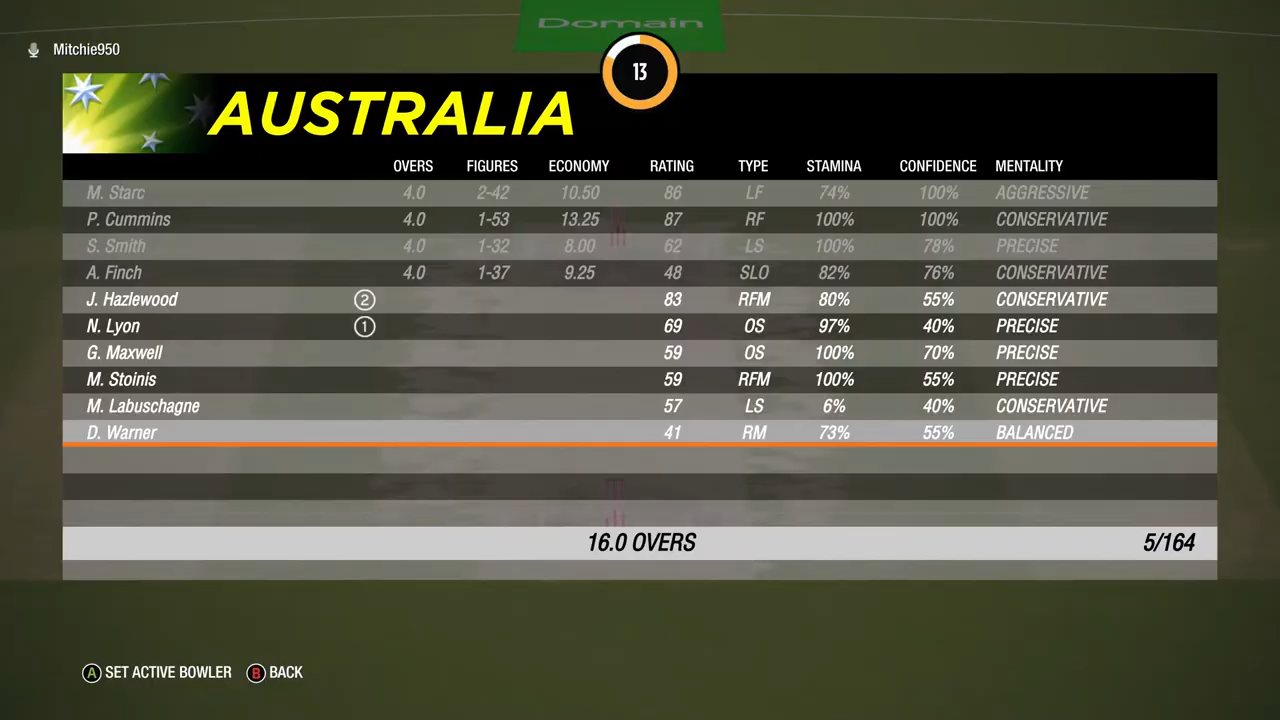 Domain
Mitchie950
13
AUSTRALIA
OVERS FIGURES ECONOMY RATING TYPE STAMINA CONFIDENCE MENTALITY
M. Starc 4.0 2-42 10.50 86 LF 74% 100% AGGRESSIVE
P. Cummins 4.0 1-53 13.25 87 RF 100% 100% CONSERVATIVE
S. Smith 4.0 1-32 8.00 62 LS 100% 78% PRECISE
A. Finch 4.0 1-37 9.25 48 SLO 82% 76% CONSERVATIVE
J. Hazlewood 2 83 RFM 80% 55% CONSERVATIVE
N. Lyon 1 69 OS 97% 40% PRECISE
G. Maxwell 59 OS 100% 70% PRECISE
M. Stoinis 59 RFM 100% 55% PRECISE
M. Labuschagne 57 LS 6% 40% CONSERVATIVE
D. Warner 41 RM 73% 55% BALANCED
16.0 OVERS 5/164
A SET ACTIVE BOWLER B BACK